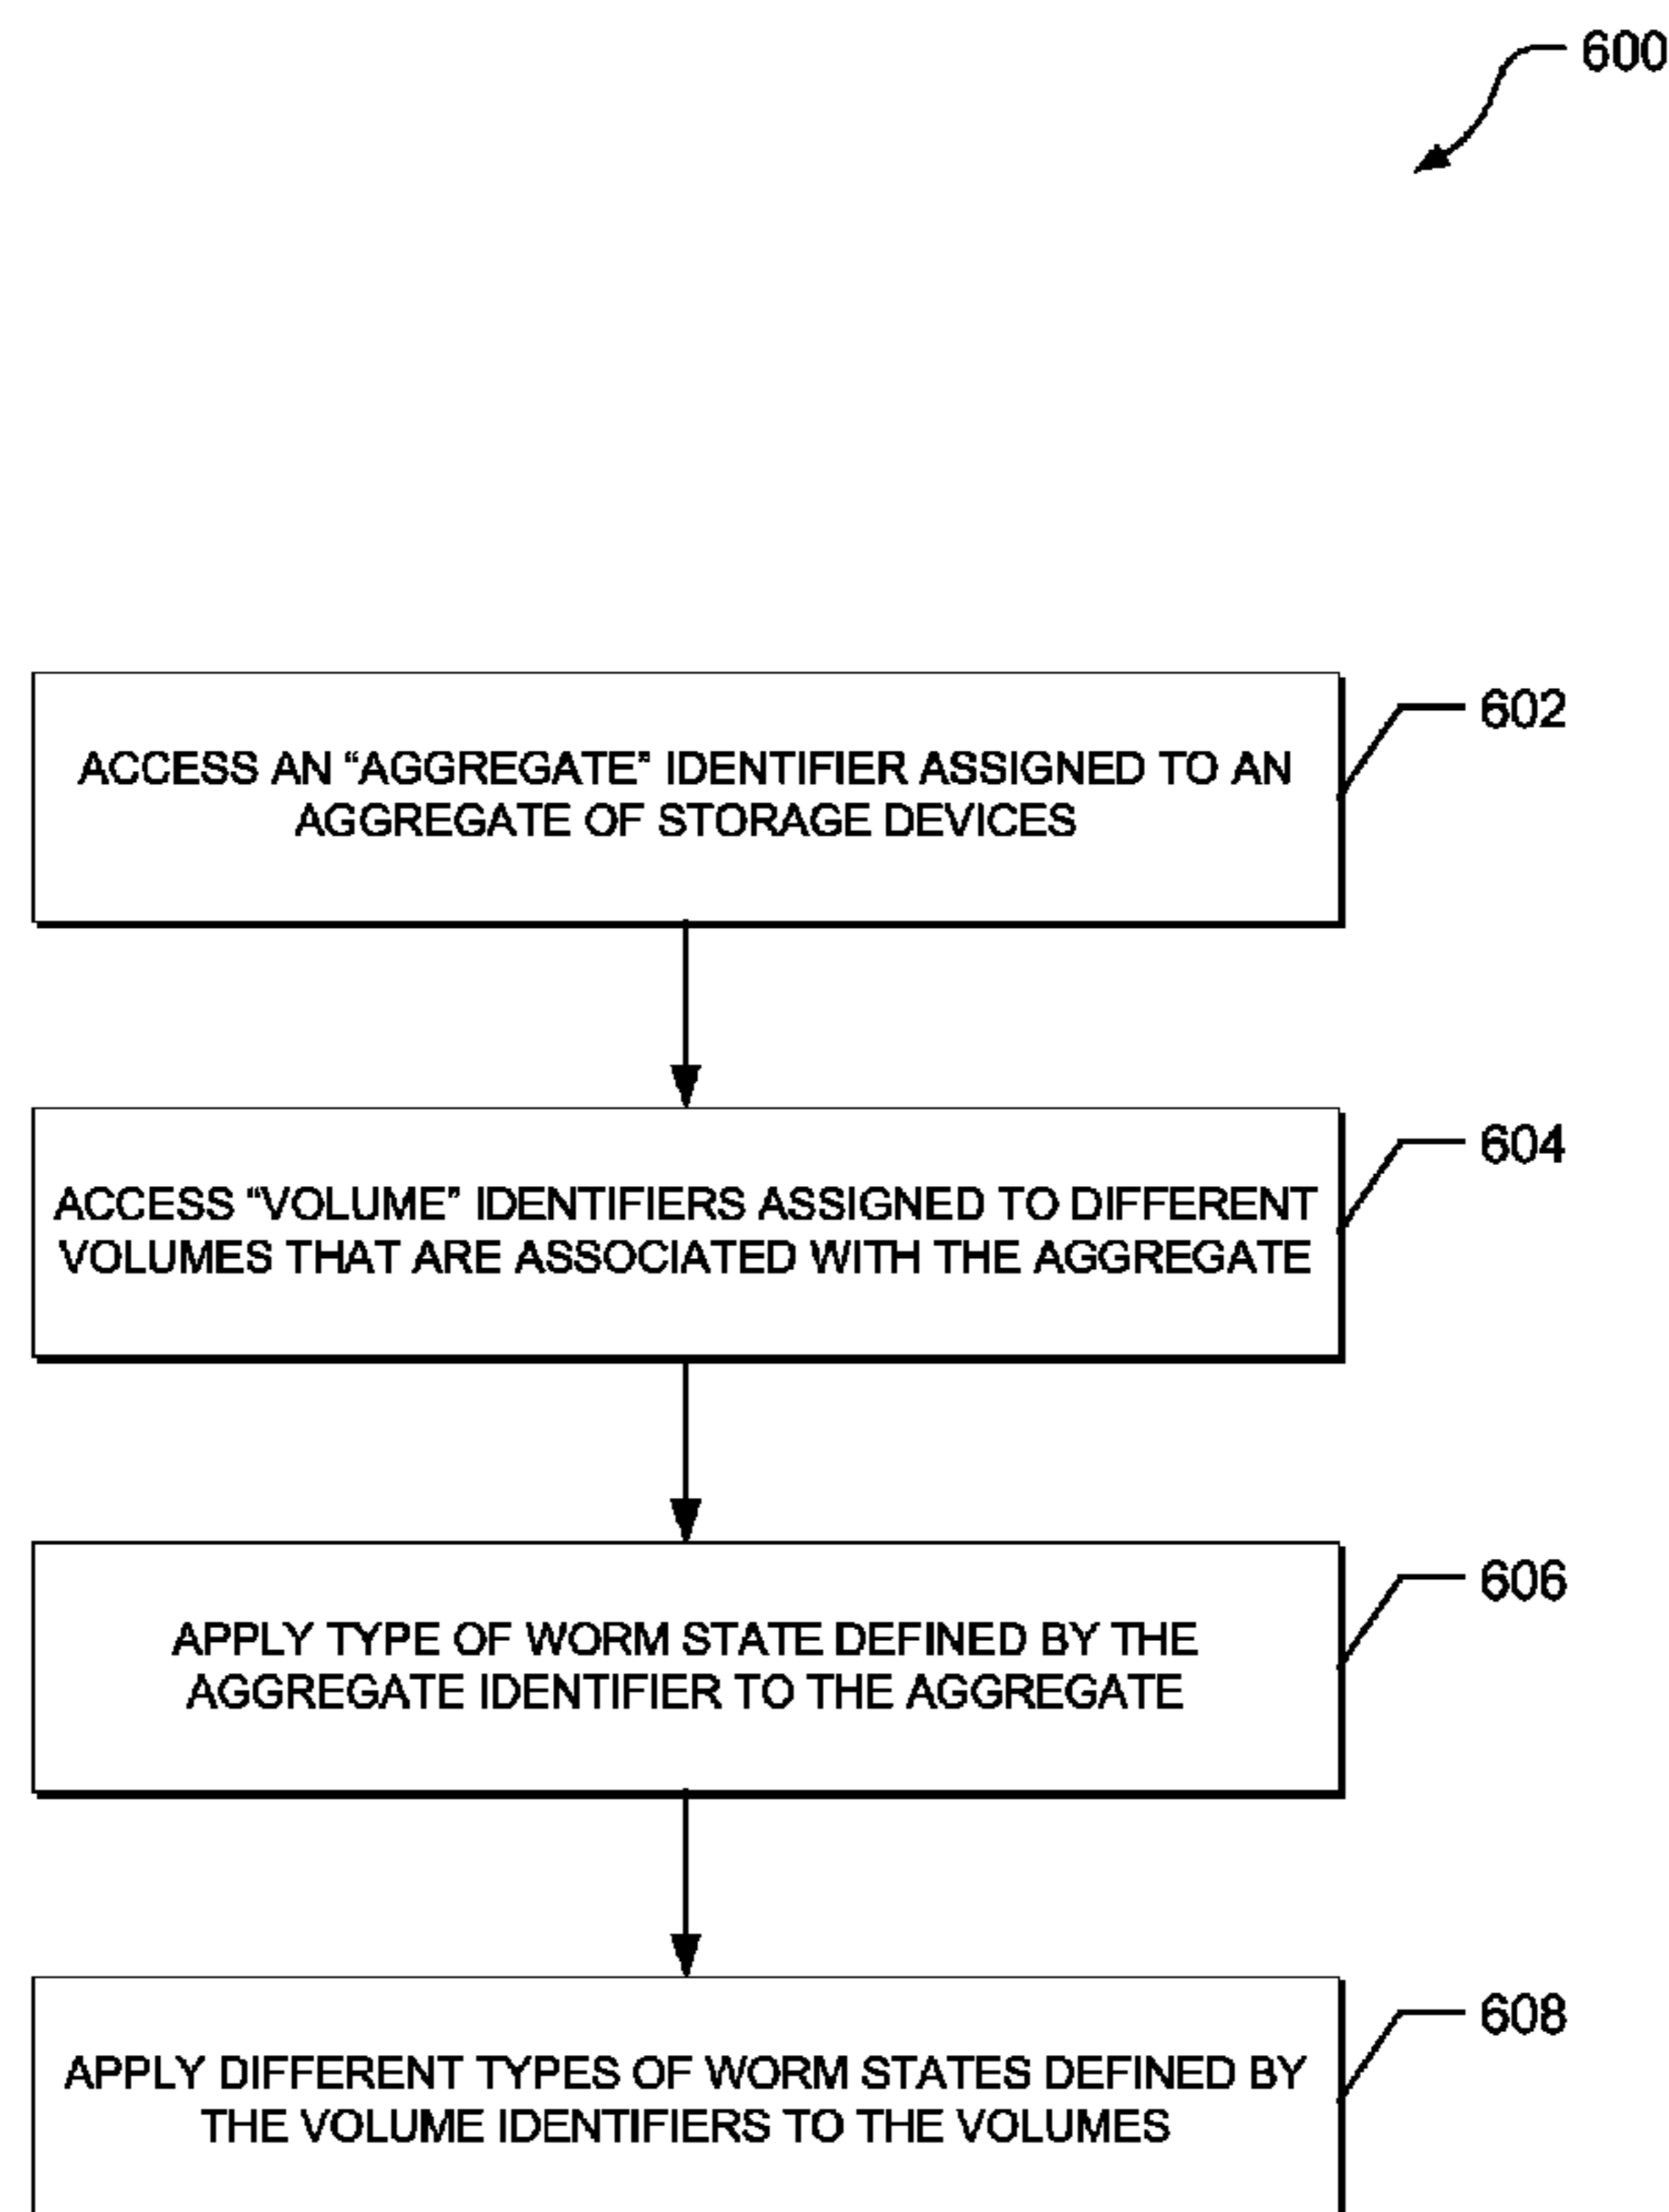 600
602
ACCESS AN “AGGREGATE” IDENTIFIER ASSIGNED TO AN
AGGREGATE OF STORAGE DEVICES
604
ACCESS “VOLUME” IDENTIFIERS ASSIGNED TO DIFFERENT
VOLUMES THAT ARE ASSOCIATED WITH THE AGGREGATE
606
APPLY TYPE OF WORM STATE DEFINED BY THE
AGGREGATE IDENTIFIER TO THE AGGREGATE
608
APPLY DIFFERENT TYPES OF WORM STATES DEFINED BY
THE VOLUME IDENTIFIERS TO THE VOLUMES